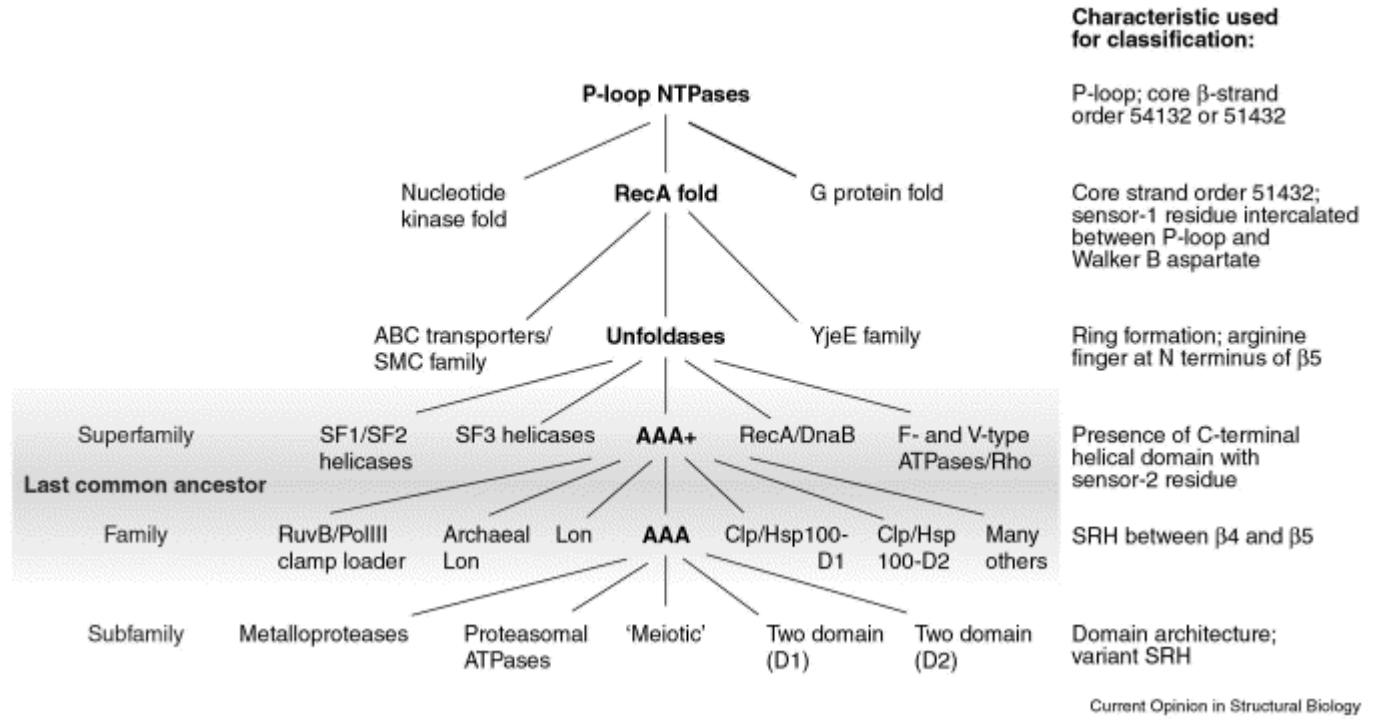 Characteristic used
for classification:
P-loop NTPases
P-loop; core β-strand
order 54132 or 51432
Nucleotide
kinase fold
RecA fold
G protein fold
Core strand order 51432;
sensor-1 residue intercalated
between P-loop and
Walker B aspartate
ABC transporters/
SMC family
Unfoldases
YjeE family
Ring formation; arginine
finger at N terminus of β5
Superfamily
SF1/SF2
helicases
SF3 helicases
AAA+
RecA/DnaB
F- and V-type
ATPases/Rho
Presence of C-terminal
helical domain with
sensor-2 residue
Last common ancestor
Family
RuvB/PolIII
clamp loader
Archaeal
Lon
Lon
AAA
Clp/Hsp100-
D1
Clp/Hsp
100-D2
Many
others
SRH between β4 and β5
Subfamily
Metalloproteases
Proteasomal
ATPases
‘Meiotic’
Two domain
(D1)
Two domain
(D2)
Domain architecture;
variant SRH
Current Opinion in Structural Biology